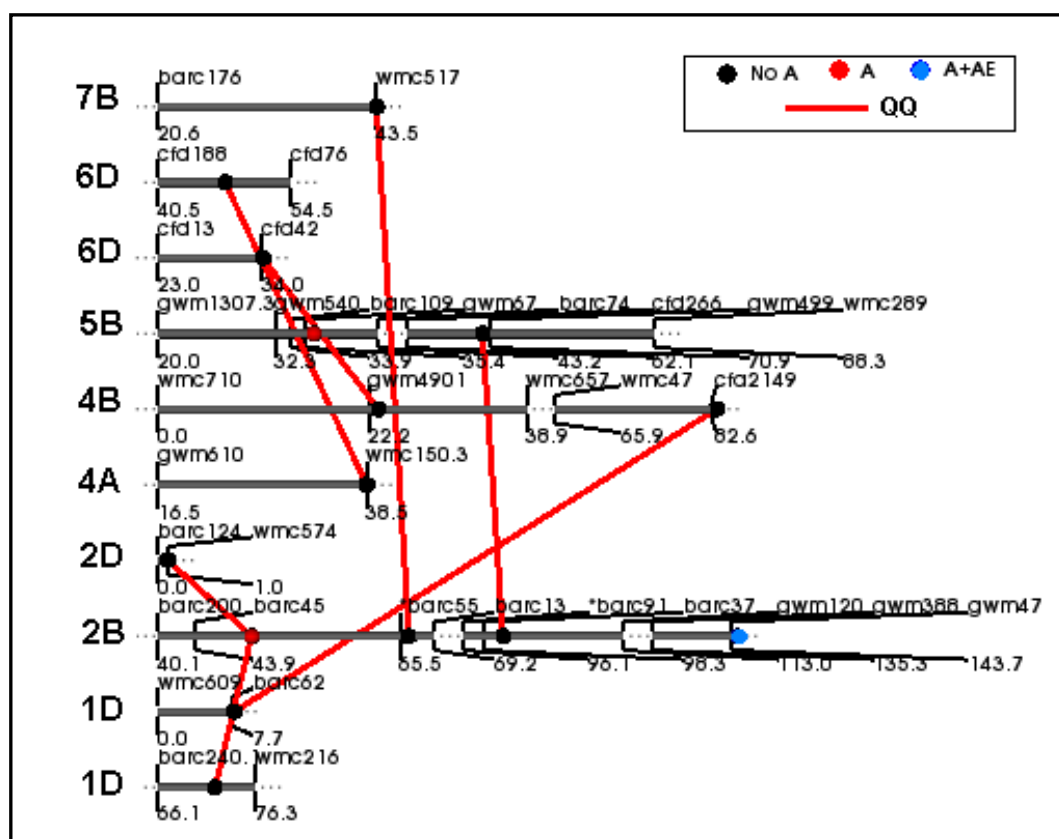 barc176 wmc517
No A A A+AE
QQ
7B
20.6 43.5
cfd188 cfd76
6D
40.5 54.5
cfd13 cfd42
6D
23.0 34.0
gwm1307.3 gwm540 barc109 gwm67 barc74 cfd266 gwm499 wmc289
5B
20.0 32.3 33.9 35.4 43.2 62.1 70.9 88.3
wmc710 gwm4901 wmc657 wmc47 cfa2149
4B
0.0 22.2 38.9 65.9 82.6
gwm610 wmc150.3
4A
16.5 38.5
barc124 wmc574
2D
0.0 1.0
barc200 barc45 *barc55 barc13 *barc91 barc37 gwm120 gwm388 gwm47
2B
40.1 43.9 55.5 69.2 96.1 98.3 113.0 135.3 143.7
wmc609 barc62
1D
0.0 7.7
barc240. wmc216
1D
56.1 76.3